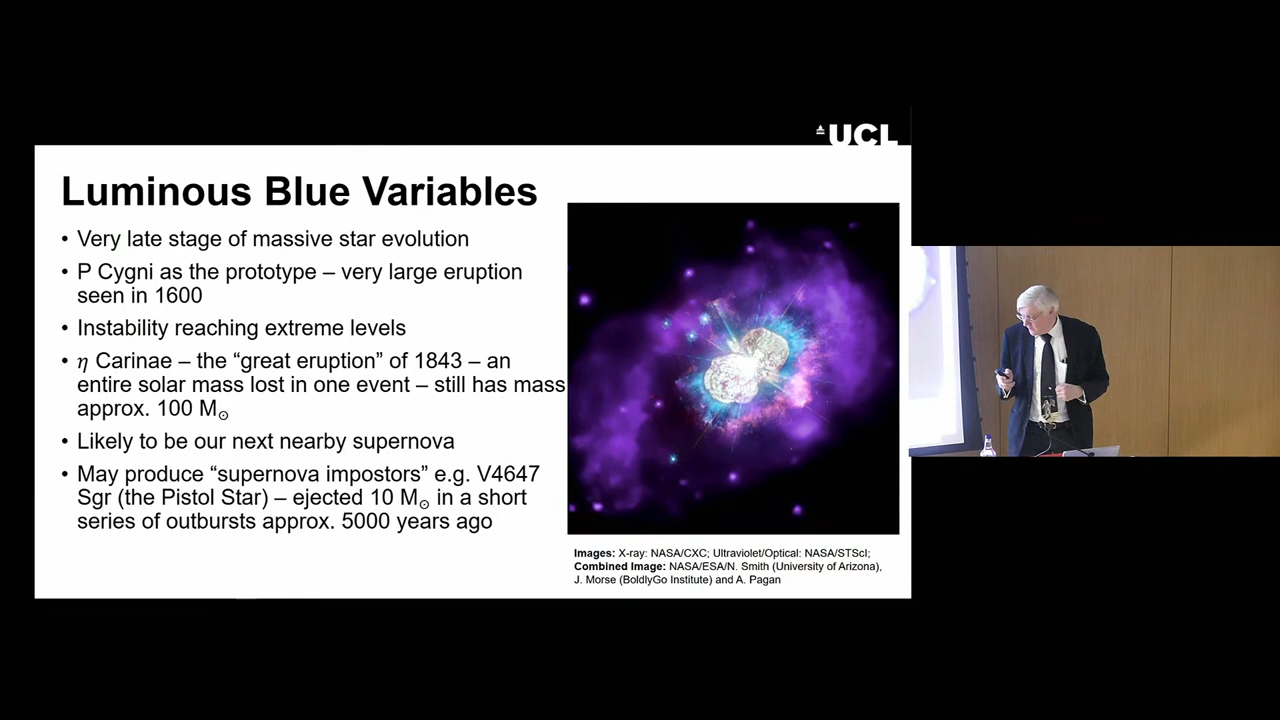 UCL
Luminous Blue Variables
• Very late stage of massive star evolution
• P Cygni as the prototype – very large eruption
seen in 1600
• Instability reaching extreme levels
• η Carinae – the “great eruption” of 1843 – an
entire solar mass lost in one event – still has mass
approx. 100 M☉
• Likely to be our next nearby supernova
• May produce “supernova impostors” e.g. V4647
Sgr (the Pistol Star) – ejected 10 M☉ in a short
series of outbursts approx. 5000 years ago
Images: X-ray: NASA/CXC; Ultraviolet/Optical: NASA/STScI;
Combined Image: NASA/ESA/N. Smith (University of Arizona),
J. Morse (BoldlyGo Institute) and A. Pagan